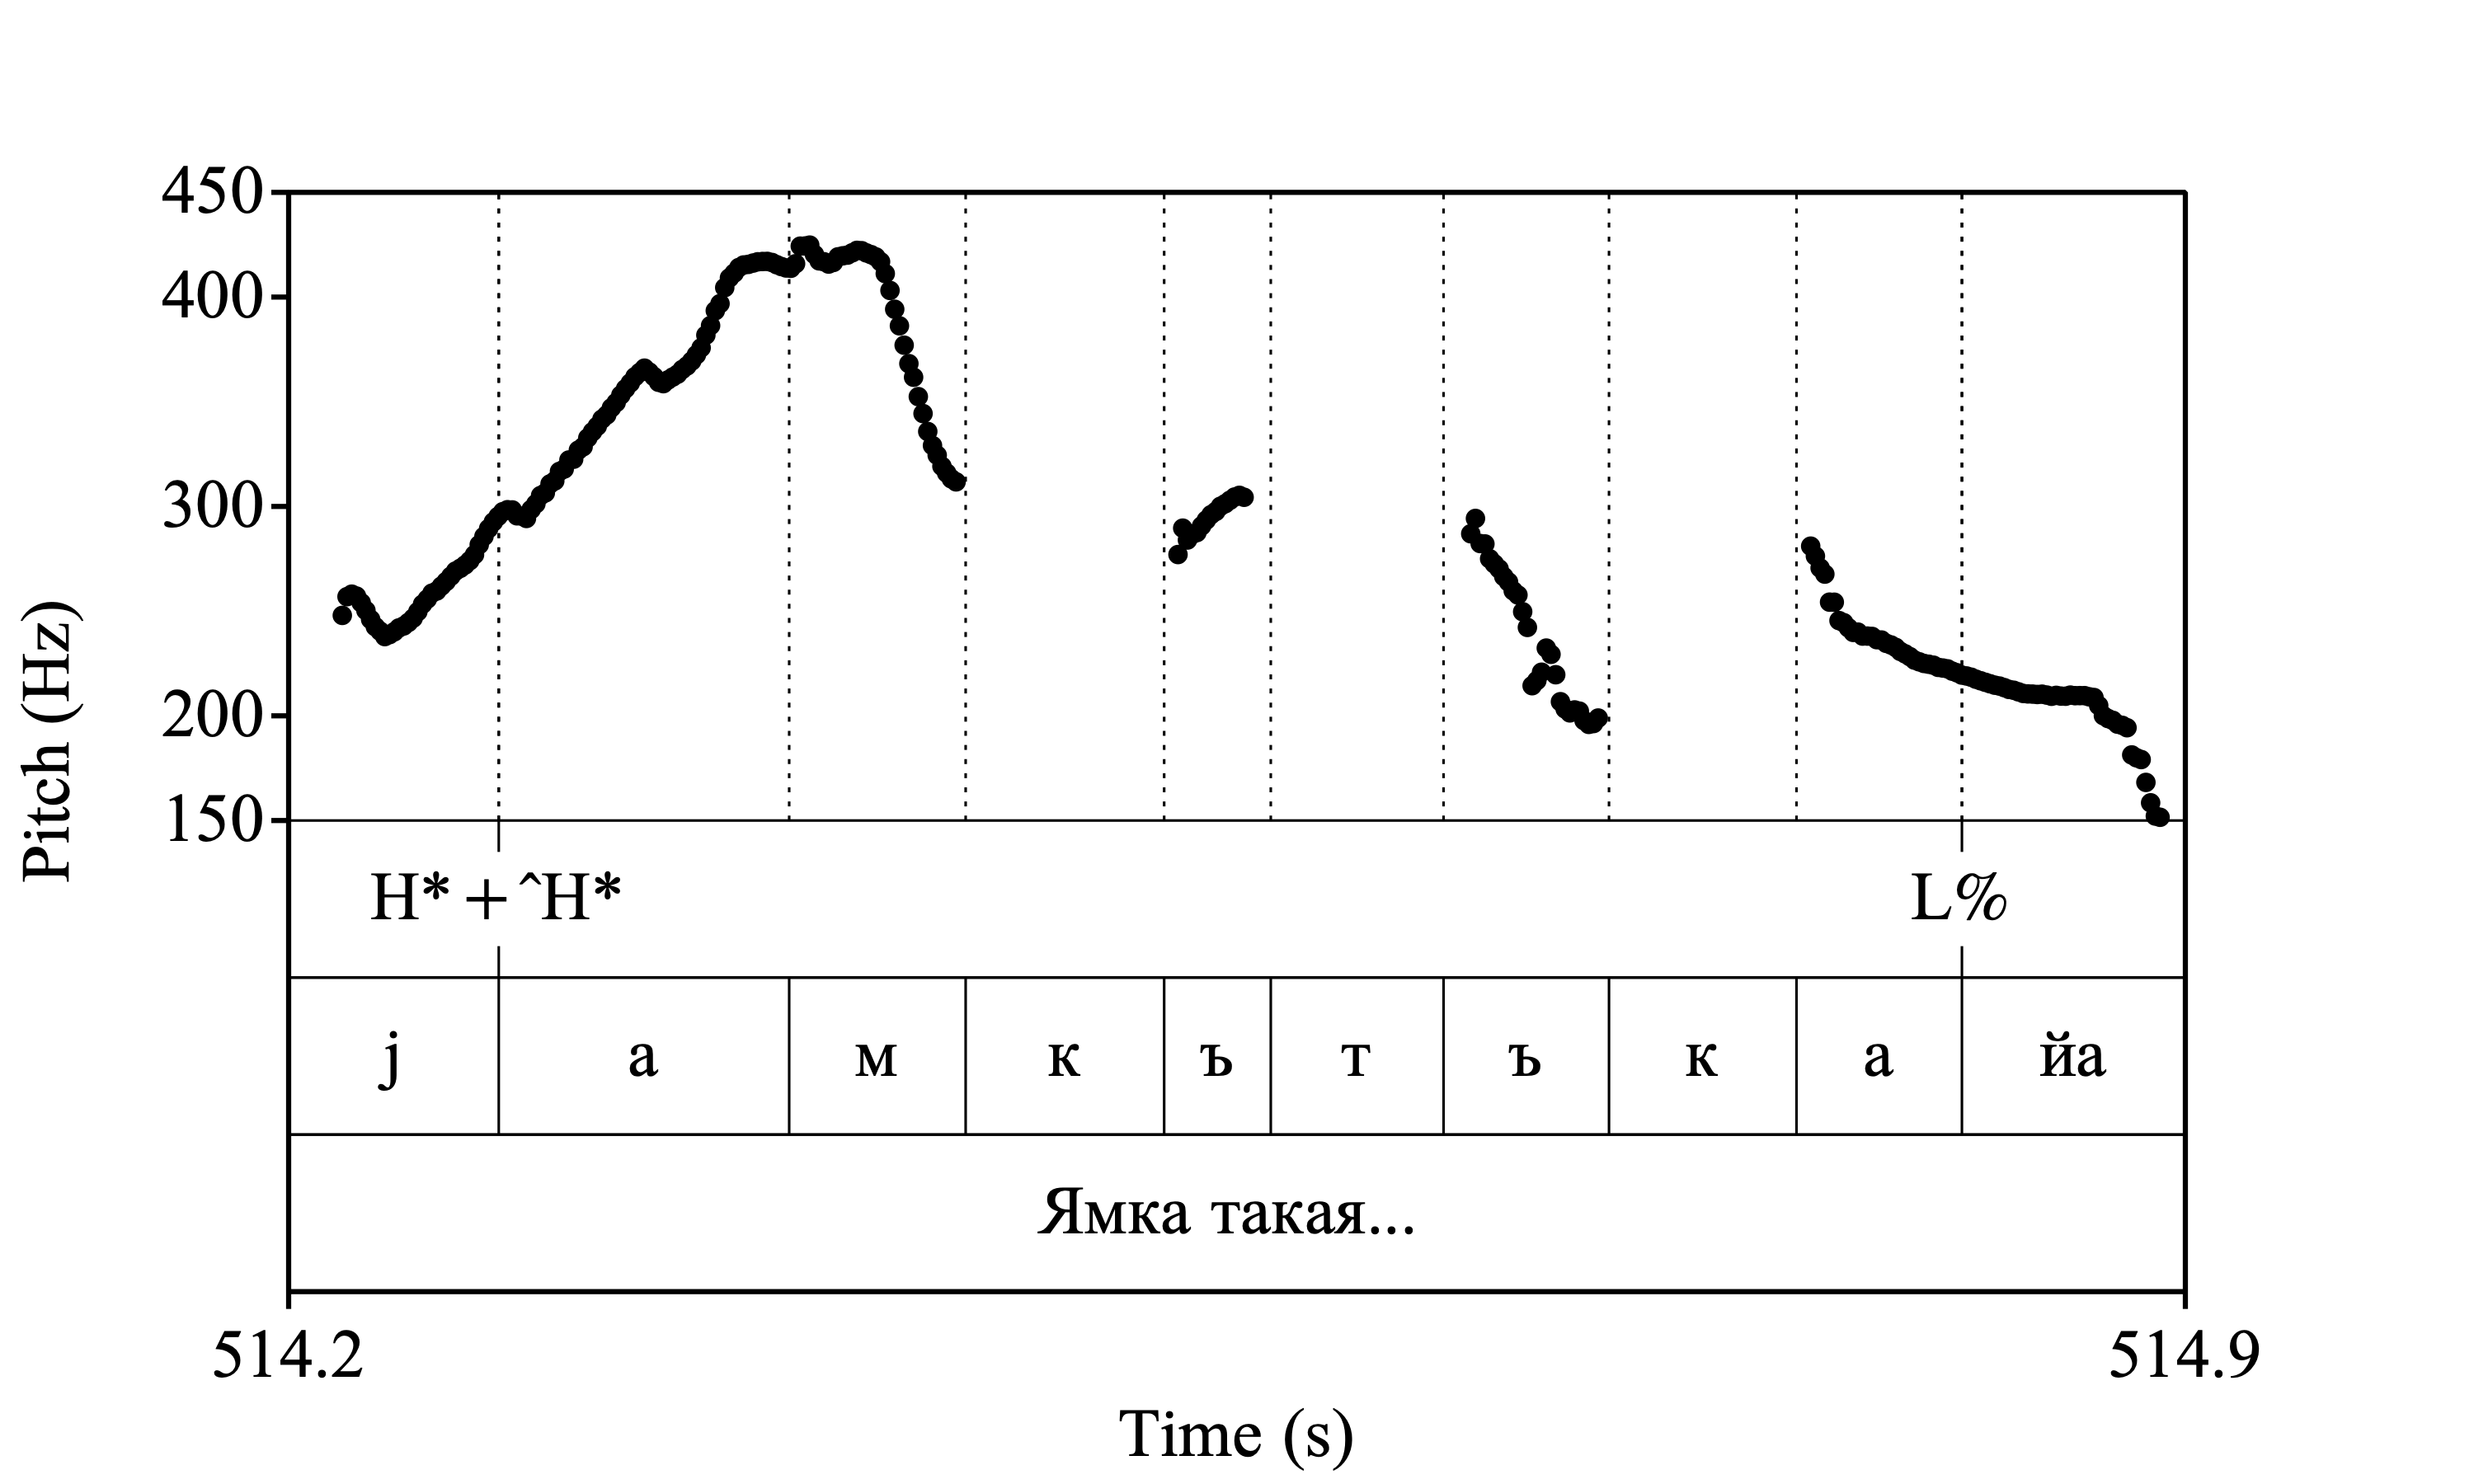 450
400
300
200
150
Pitch (Hz)
H* + ^H* L%
j а м к ъ т ъ к а йа
Ямка такая...
514.2 514.9
Time (s)